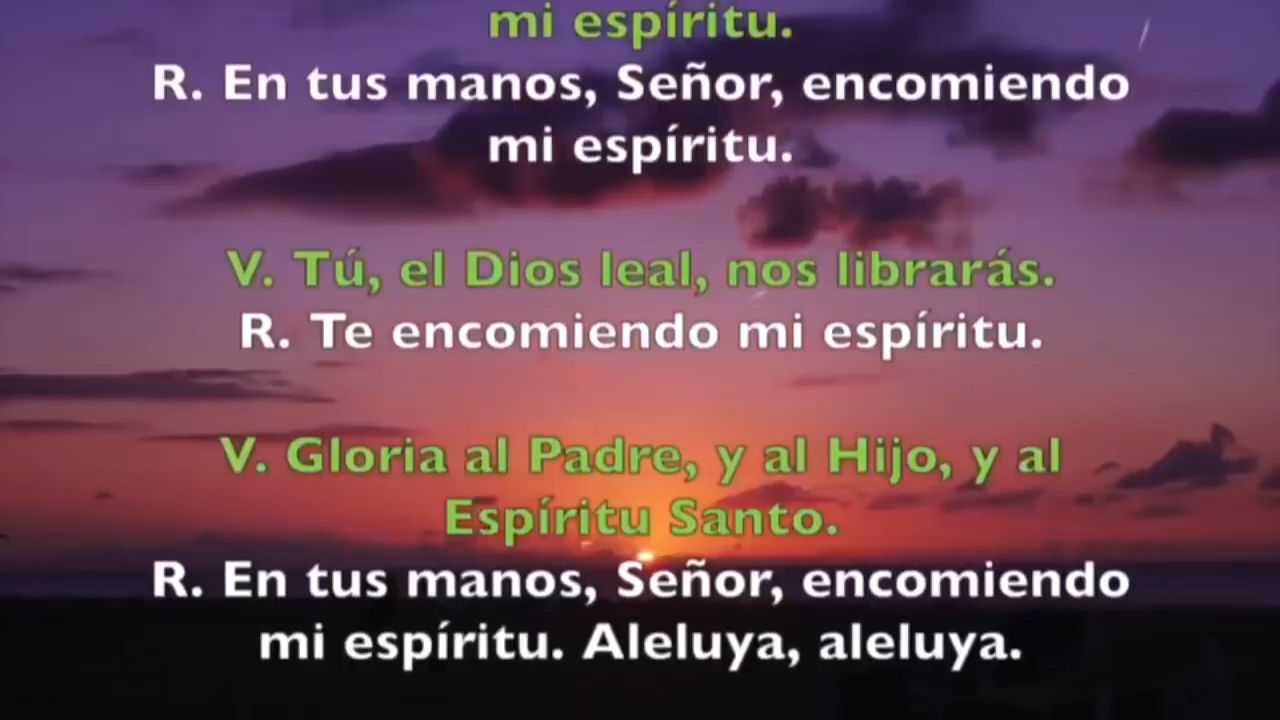 mi espíritu.
R. En tus manos, Señor, encomiendo
mi espíritu.
V. Tú, el Dios leal, nos librarás.
R. Te encomiendo mi espíritu.
V. Gloria al Padre, y al Hijo, y al
Espíritu Santo.
R. En tus manos, Señor, encomiendo
mi espíritu. Aleluya, aleluya.